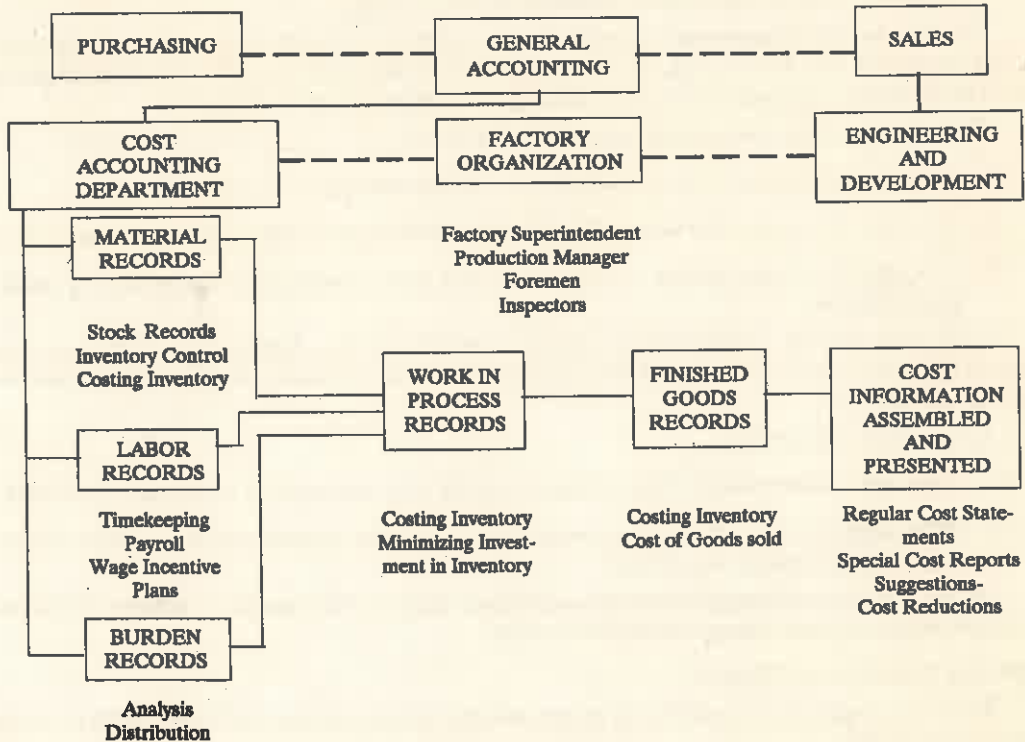 PURCHASING
GENERAL
ACCOUNTING
SALES
COST
ACCOUNTING
DEPARTMENT
FACTORY
ORGANIZATION
ENGINEERING
AND
DEVELOPMENT
MATERIAL
RECORDS
Factory Superintendent
Production Manager
Foremen
Inspectors
Stock Records
Inventory Control
Costing Inventory
WORK IN
PROCESS
RECORDS
FINISHED
GOODS
RECORDS
COST
INFORMATION
ASSEMBLED
AND
PRESENTED
LABOR
RECORDS
Timekeeping
Payroll
Wage Incentive
Plans
Costing Inventory
Minimizing Invest-
ment in Inventory
Costing Inventory
Cost of Goods sold
Regular Cost State-
ments
Special Cost Reports
Suggestions-
Cost Reductions
BURDEN
RECORDS
Analysis
Distribution